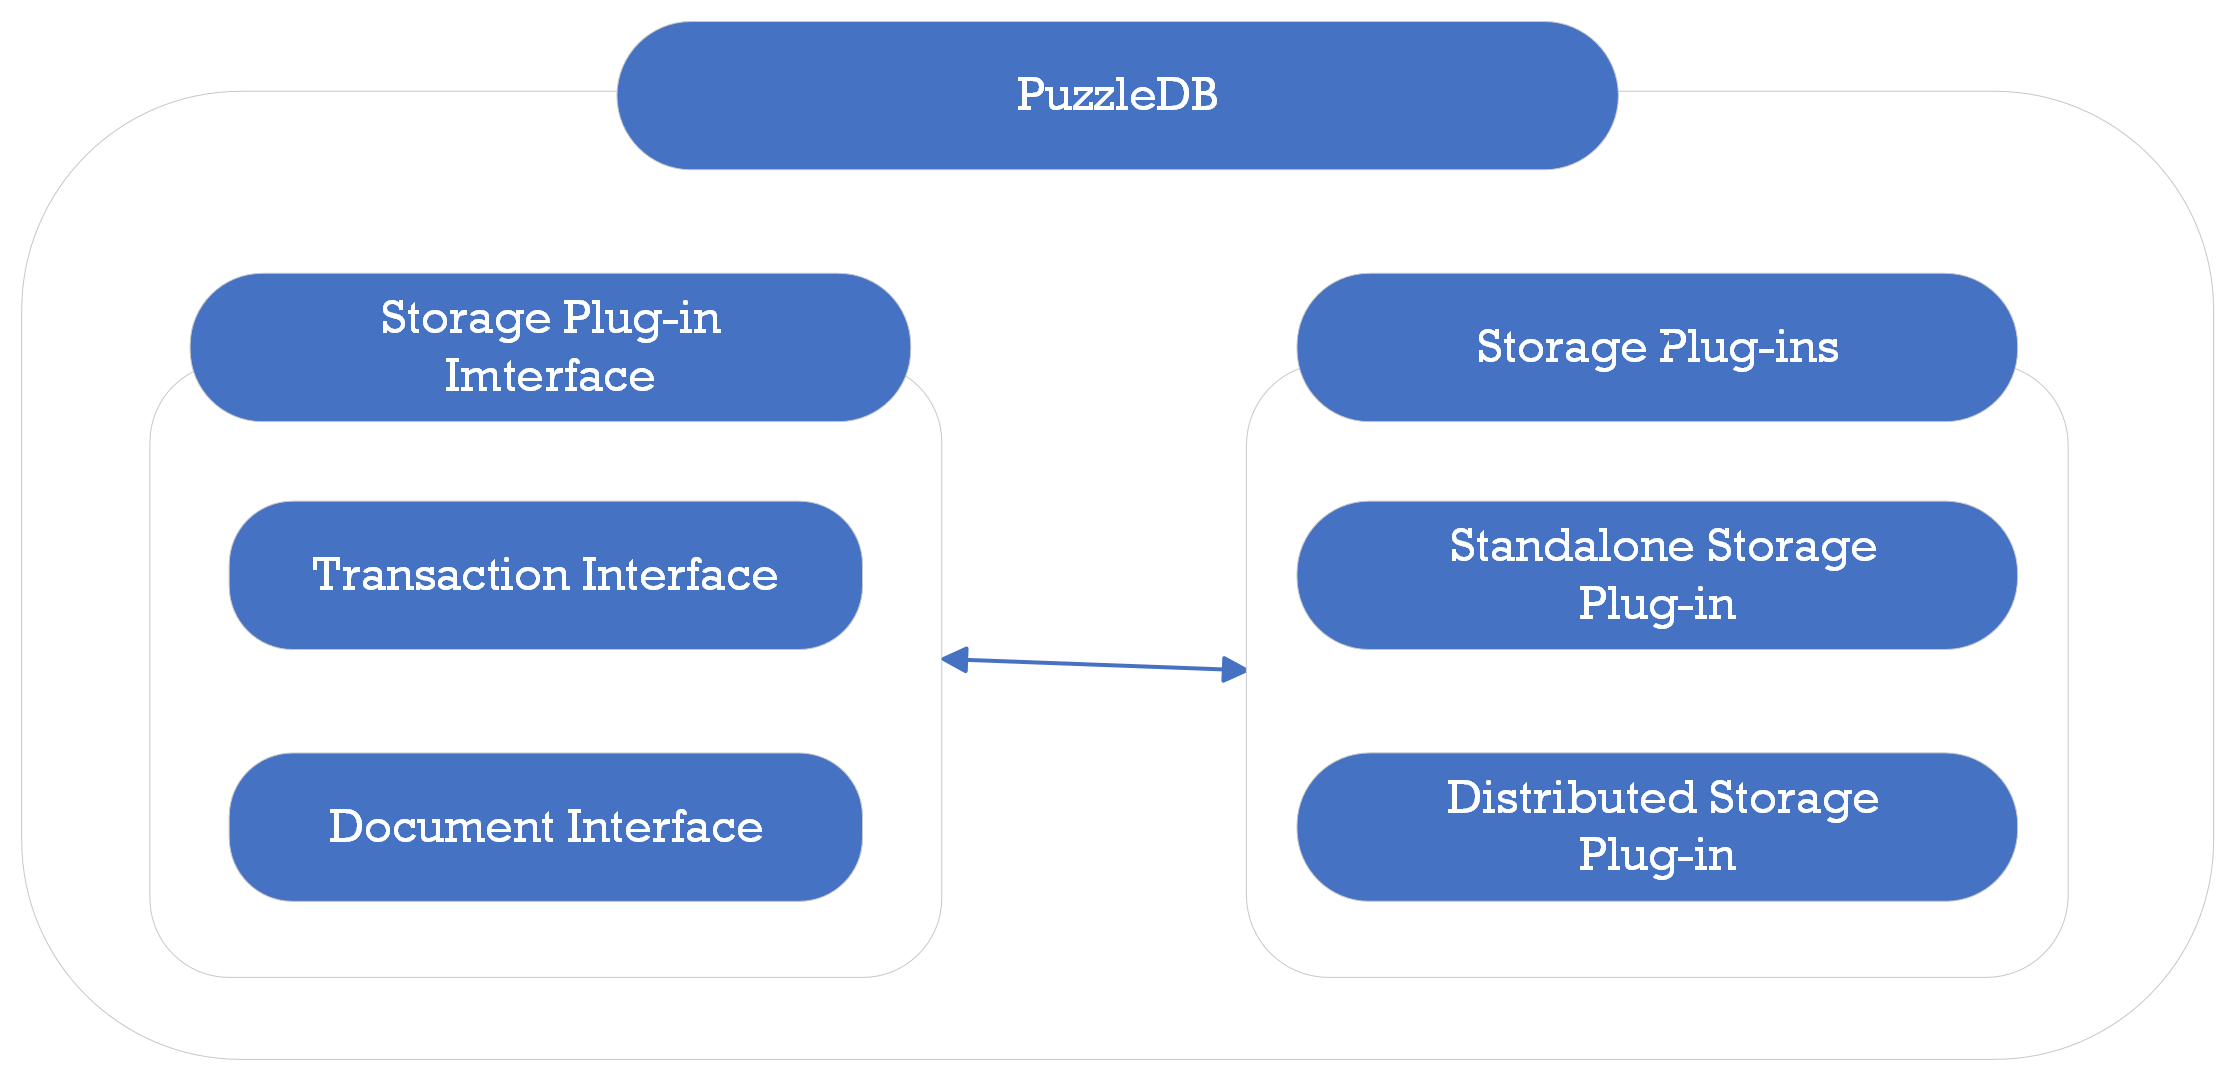 PuzzleDB
Storage Plug-in
Imterface
Transaction Interface
Document Interface
Storage Plug-ins
Standalone Storage
Plug-in
Distributed Storage
Plug-in